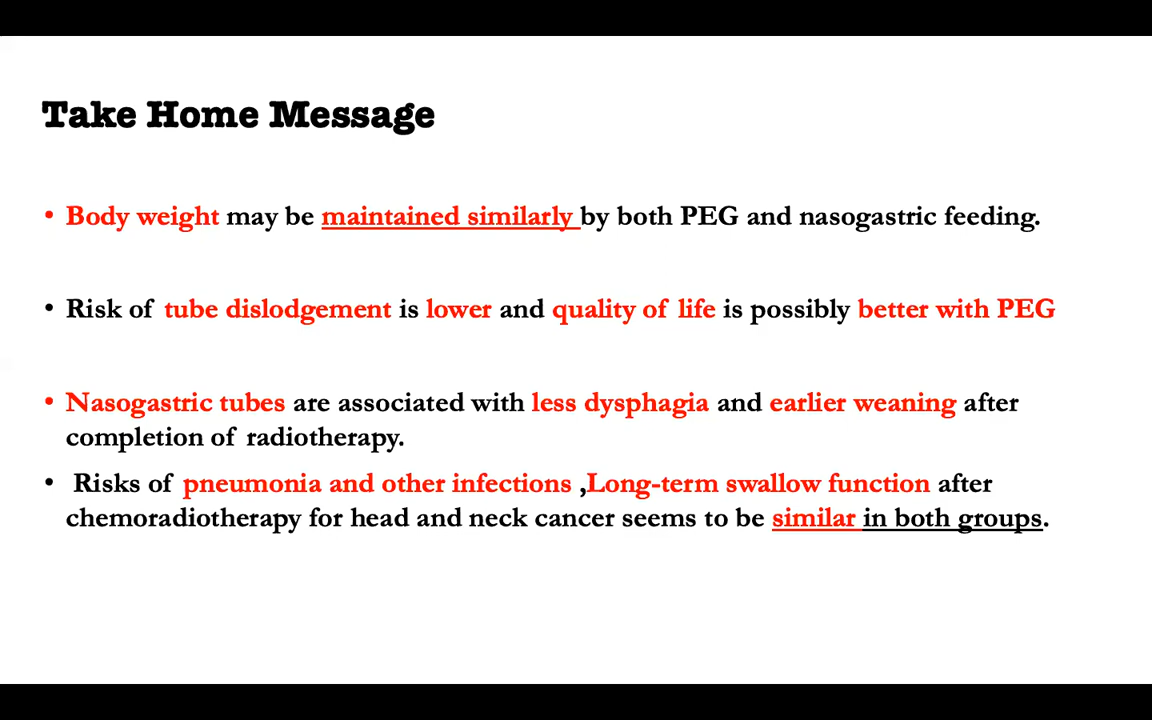 Take Home Message
• Body weight may be maintained similarly by both PEG and nasogastric feeding.
• Risk of tube dislodgement is lower and quality of life is possibly better with PEG
• Nasogastric tubes are associated with less dysphagia and earlier weaning after
completion of radiotherapy.
• Risks of pneumonia and other infections ,Long-term swallow function after
chemoradiotherapy for head and neck cancer seems to be similar in both groups.